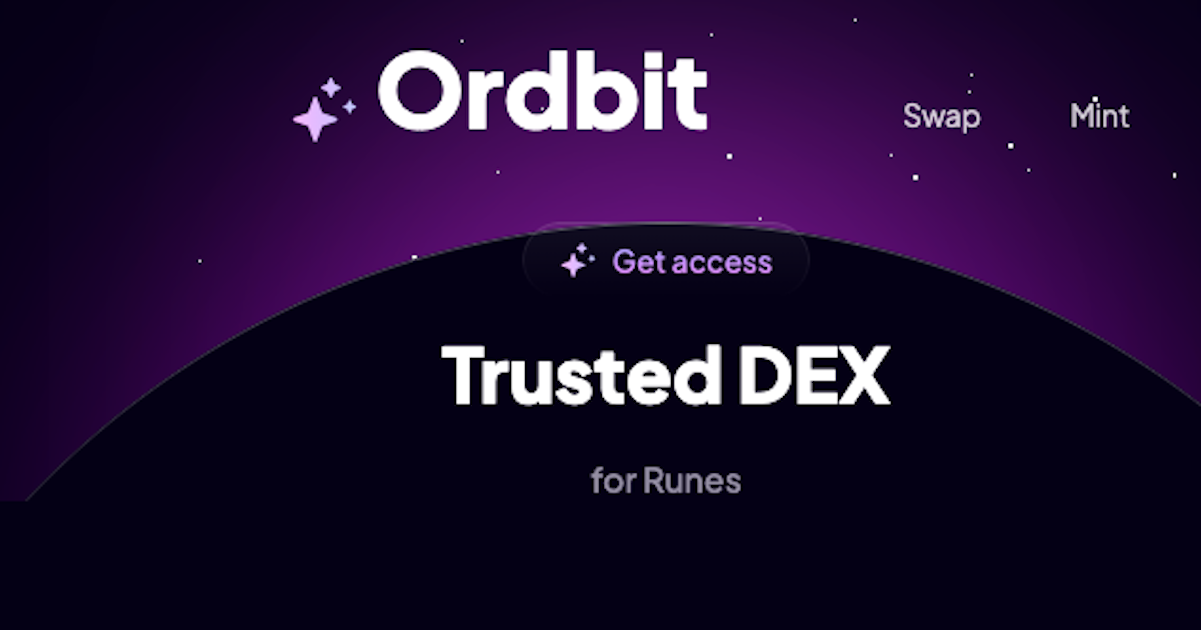 Ordbit
Swap
Mint
Get access
Trusted DEX
for Runes